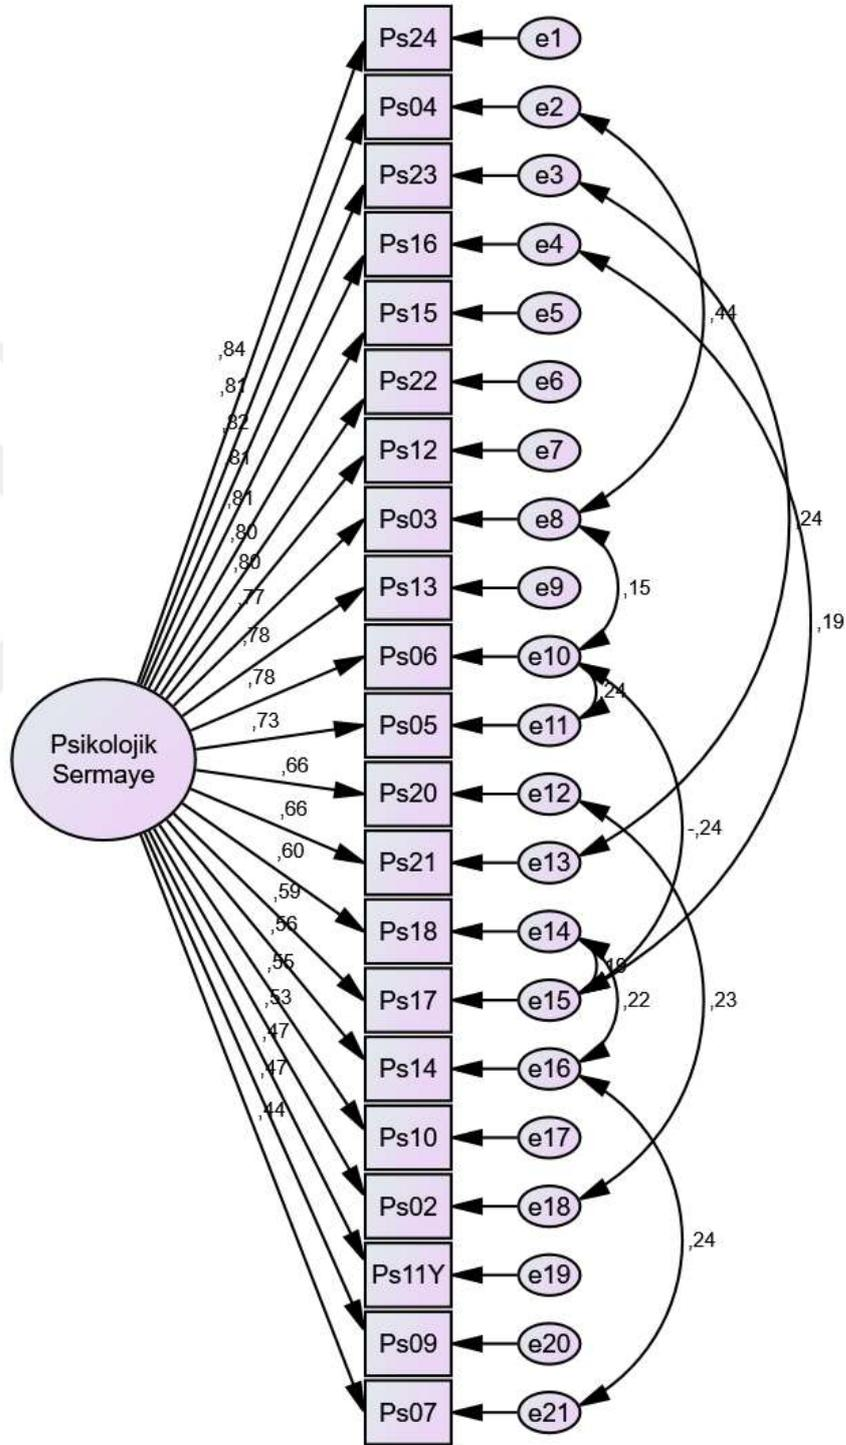 Ps24
e1
Ps04
e2
Ps23
e3
Ps16
e4
Ps15
e5
Ps22
e6
Ps12
e7
Ps03
e8
Ps13
e9
Ps06
e10
Ps05
e11
Ps20
e12
Ps21
e13
Ps18
e14
Ps17
e15
Ps14
e16
Ps10
e17
Ps02
e18
Ps11Y
e19
Ps09
e20
Ps07
e21
Psikolojik
Sermaye
,84
,81
,82
,81
,81
,80
,80
,77
,78
,78
,73
,66
,66
,60
,59
,56
,55
,53
,47
,47
,44
,44
,24
,15
,19
,24
-,24
,19
,22
,23
,24